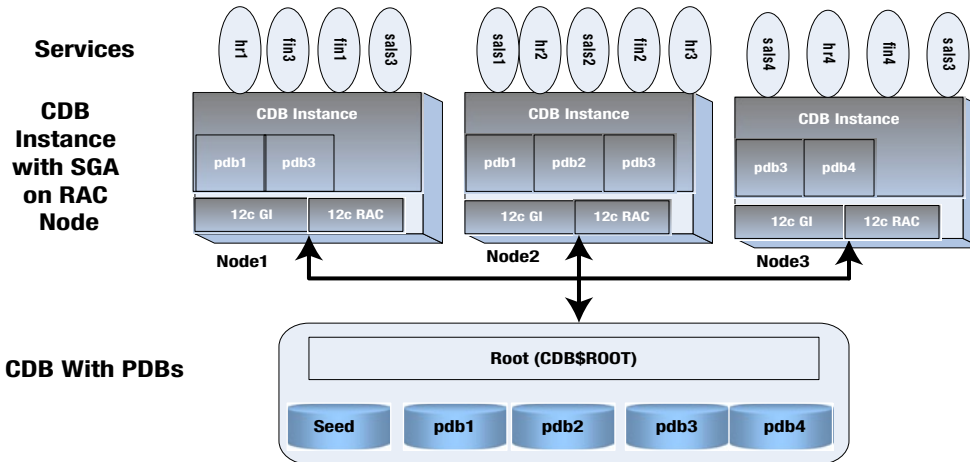 Services
hr1
fin3
fin1
sals3
sals1
hr2
sals2
fin2
hr3
sals4
hr4
fin4
sals3
CDB
Instance
with SGA
on RAC
Node
CDB Instance
pdb1
pdb3
12c GI
12c RAC
Node1
CDB Instance
pdb1
pdb2
pdb3
12c GI
12c RAC
Node2
CDB Instance
pdb3
pdb4
12c GI
12c RAC
Node3
CDB With PDBs
Root (CDB$ROOT)
Seed
pdb1
pdb2
pdb3
pdb4